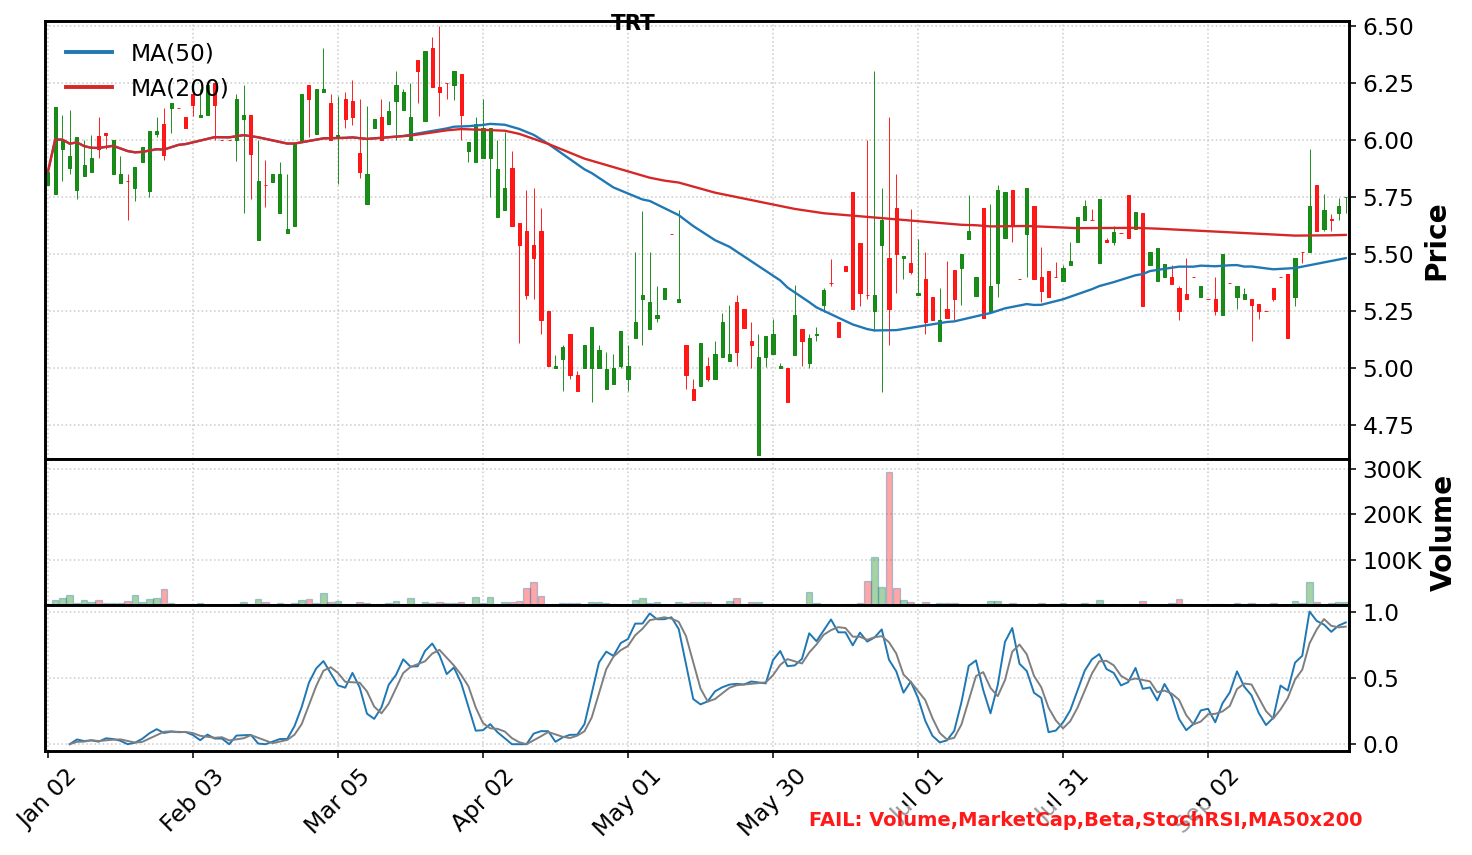 TRT
MA(50)
MA(200)
6.50
6.25
6.00
5.75
5.50
5.25
5.00
4.75
Price
300K
200K
100K
Volume
1.0
0.5
0.0
Jan 02
Feb 03
Mar 05
Apr 02
May 01
May 30
Jul 01
Jul 31
Sep 02
FAIL: Volume,MarketCap,Beta,StochRSI,MA50x200